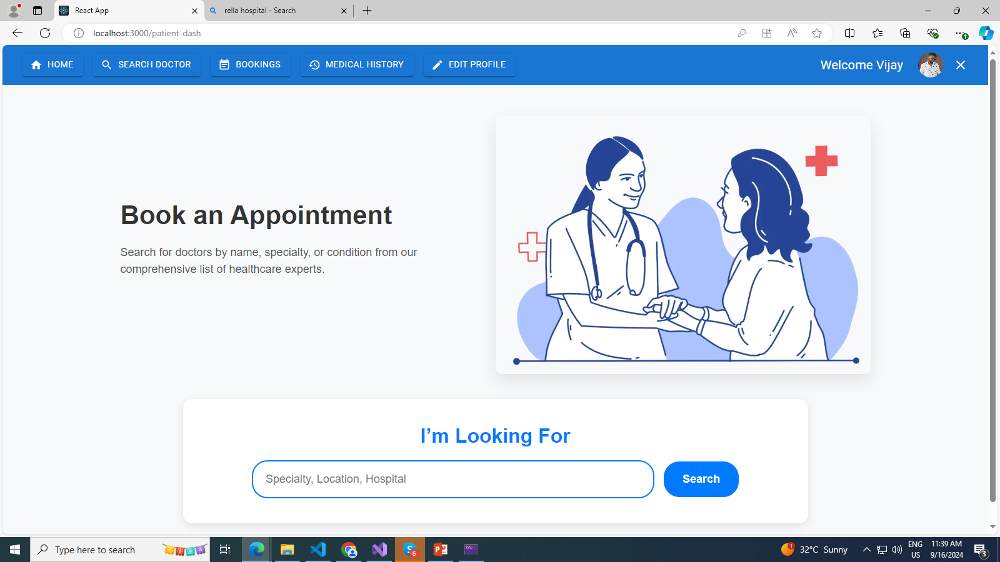 React App
rella hospital - Search
localhost:3000/patient-dash
HOME
SEARCH DOCTOR
BOOKINGS
MEDICAL HISTORY
EDIT PROFILE
Welcome Vijay
Book an Appointment
Search for doctors by name, specialty, or condition from our
comprehensive list of healthcare experts.
I’m Looking For
Specialty, Location, Hospital
Search
Type here to search
6
1
32°C Sunny
ENG
US
11:39 AM
9/16/2024
3